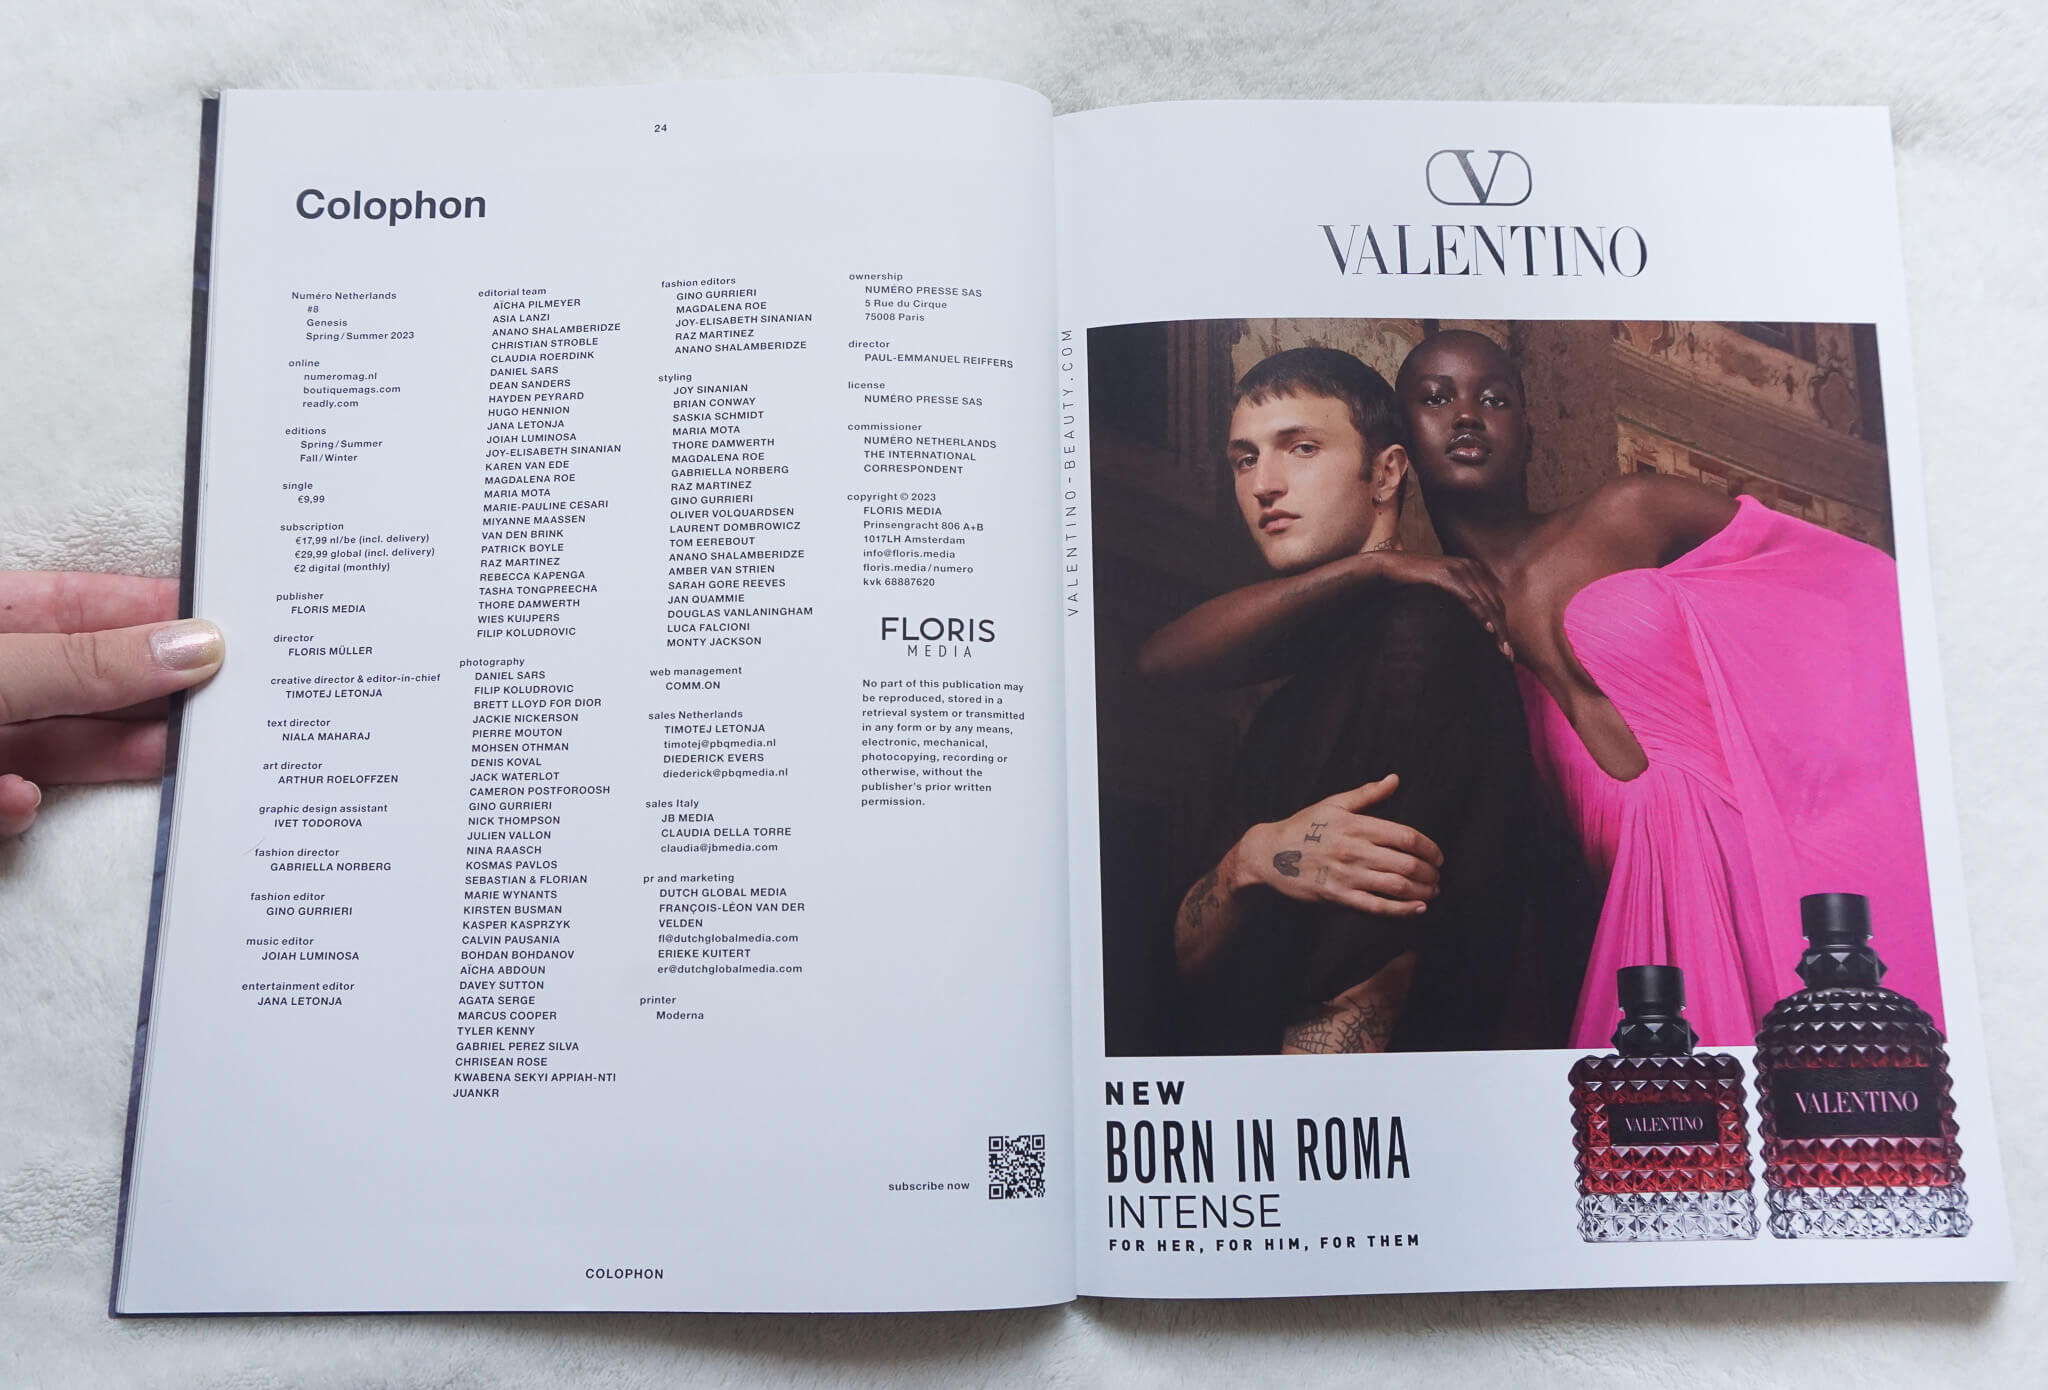 24
Colophon
Numéro Netherlands
#8
Genesis
Spring/Summer 2023
online
numeromag.nl
boutiquemags.com
readly.com
editions
Spring/Summer
Fall/Winter
single
€9,99
subscription
€17,99 nl/be (incl. delivery)
€29,99 global (incl. delivery)
€2 digital (monthly)
publisher
FLORIS MEDIA
director
FLORIS MÜLLER
creative director & editor-in-chief
TIMOTEJ LETONJA
text director
NIALA MAHARAJ
art director
ARTHUR ROELOFFZEN
graphic design assistant
IVET TODOROVA
fashion director
GABRIELLA NORBERG
fashion editor
GINO GURRIERI
music editor
JOIAH LUMINOSA
entertainment editor
JANA LETONJA
editorial team
AÏCHA PILMEYER
ASIA LANZI
ANANO SHALAMBERIDZE
CHRISTIAN STROBLE
CLAUDIA ROERDINK
DANIEL SARS
DEAN SANDERS
HAYDEN PEYRARD
HUGO HENNION
JANA LETONJA
JOIAH LUMINOSA
JOY-ELISABETH SINANIAN
KAREN VAN EDE
MAGDALENA ROE
MARIA MOTA
MARIE-PAULINE CESARI
MIYANNE MAASSEN
VAN DEN BRINK
PATRICK BOYLE
RAZ MARTINEZ
REBECCA KAPENGA
TASHA TONGPREECHA
THORE DAMWERTH
WIES KUIJPERS
FILIP KOLUDROVIC
photography
DANIEL SARS
FILIP KOLUDROVIC
BRETT LLOYD FOR DIOR
JACKIE NICKERSON
PIERRE MOUTON
MOHSEN OTHMAN
DENIS KOVAL
JACK WATERLOT
CAMERON POSTFOROOSH
GINO GURRIERI
NICK THOMPSON
JULIEN VALLON
NINA RAASCH
KOSMAS PAVLOS
SEBASTIAN & FLORIAN
MARIE WYNANTS
KIRSTEN BUSMAN
KASPER KASPRZYK
CALVIN PAUSANIA
BOHDAN BOHDANOV
AÏCHA ABDOUN
DAVEY SUTTON
AGATA SERGE
MARCUS COOPER
TYLER KENNY
GABRIEL PEREZ SILVA
CHRISEAN ROSE
KWABENA SEKYI APPIAH-NTI
JUANKR
fashion editors
GINO GURRIERI
MAGDALENA ROE
JOY-ELISABETH SINANIAN
RAZ MARTINEZ
ANANO SHALAMBERIDZE
styling
JOY SINANIAN
BRIAN CONWAY
SASKIA SCHMIDT
MARIA MOTA
THORE DAMWERTH
MAGDALENA ROE
GABRIELLA NORBERG
RAZ MARTINEZ
GINO GURRIERI
OLIVER VOLQUARDSEN
LAURENT DOMBROWICZ
TOM EEREBOUT
ANANO SHALAMBERIDZE
AMBER VAN STRIEN
SARAH GORE REEVES
JAN QUAMMIE
DOUGLAS VANLANINGHAM
LUCA FALCIONI
MONTY JACKSON
web management
COMM.ON
sales Netherlands
TIMOTEJ LETONJA
timotej@pbqmedia.nl
DIEDERICK EVERS
diederick@pbqmedia.nl
sales Italy
JB MEDIA
CLAUDIA DELLA TORRE
claudia@jbmedia.com
pr and marketing
DUTCH GLOBAL MEDIA
FRANÇOIS-LÉON VAN DER
VELDEN
fl@dutchglobalmedia.com
ERIEKE KUITERT
er@dutchglobalmedia.com
printer
Moderna
ownership
NUMÉRO PRESSE SAS
5 Rue du Cirque
75008 Paris
director
PAUL-EMMANUEL REIFFERS
license
NUMÉRO PRESSE SAS
commissioner
NUMÉRO NETHERLANDS
THE INTERNATIONAL
CORRESPONDENT
copyright © 2023
FLORIS MEDIA
Prinsengracht 806 A+B
1017LH Amsterdam
info@floris.media
floris.media/numero
kvk 68887620
FLORIS
MEDIA
No part of this publication may
be reproduced, stored in a
retrieval system or transmitted
in any form or by any means,
electronic, mechanical,
photocopying, recording or
otherwise, without the
publisher's prior written
permission.
subscribe now
COLOPHON
V
VALENTINO
VALENTINO-BEAUTY.COM
NEW
BORN IN ROMA
INTENSE
FOR HER, FOR HIM, FOR THEM
VALENTINO
VALENTINO